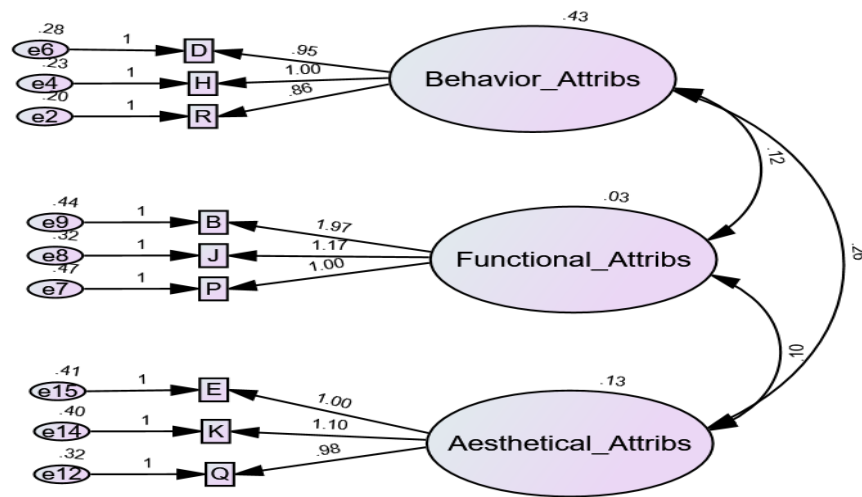 .43
.28
e6 1 D .95
.23
e4 1 H 1.00 Behavior_Attribs
.20
e2 1 R .86
.12
.44
.03
e9 1 B 1.97
.32
e8 1 J 1.17 Functional_Attribs
.47
e7 1 P 1.00
.10
.41
.13
e15 1 E 1.00
.40
e14 1 K 1.10 Aesthetical_Attribs
.32
e12 1 Q .98